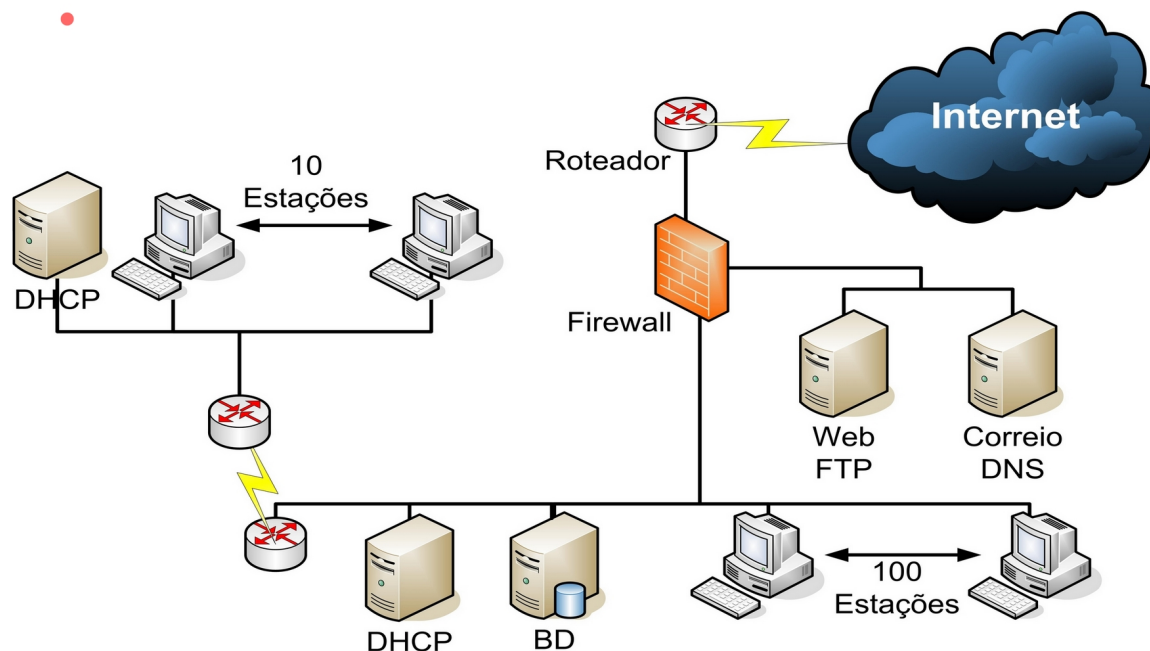 Internet
Roteador
10
Estações
DHCP
Firewall
Web
FTP
Correio
DNS
DHCP
BD
100
Estações